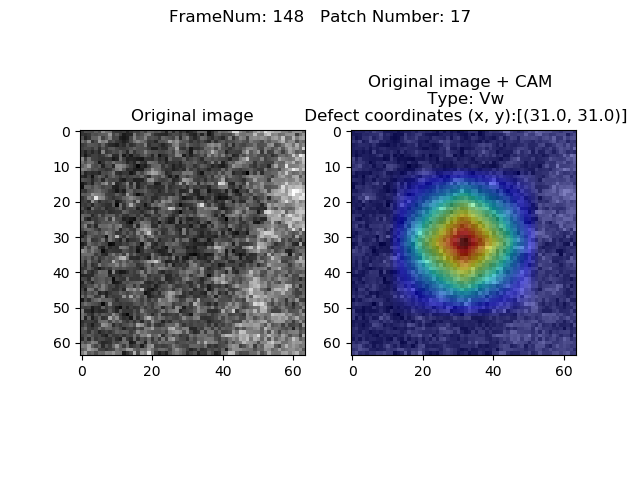 FrameNum: 148   Patch Number: 17
Original image
0
10
20
30
40
50
60
0 20 40 60
Original image + CAM
Type: Vw
Defect coordinates (x, y):[(31.0, 31.0)]
0
10
20
30
40
50
60
0 20 40 60